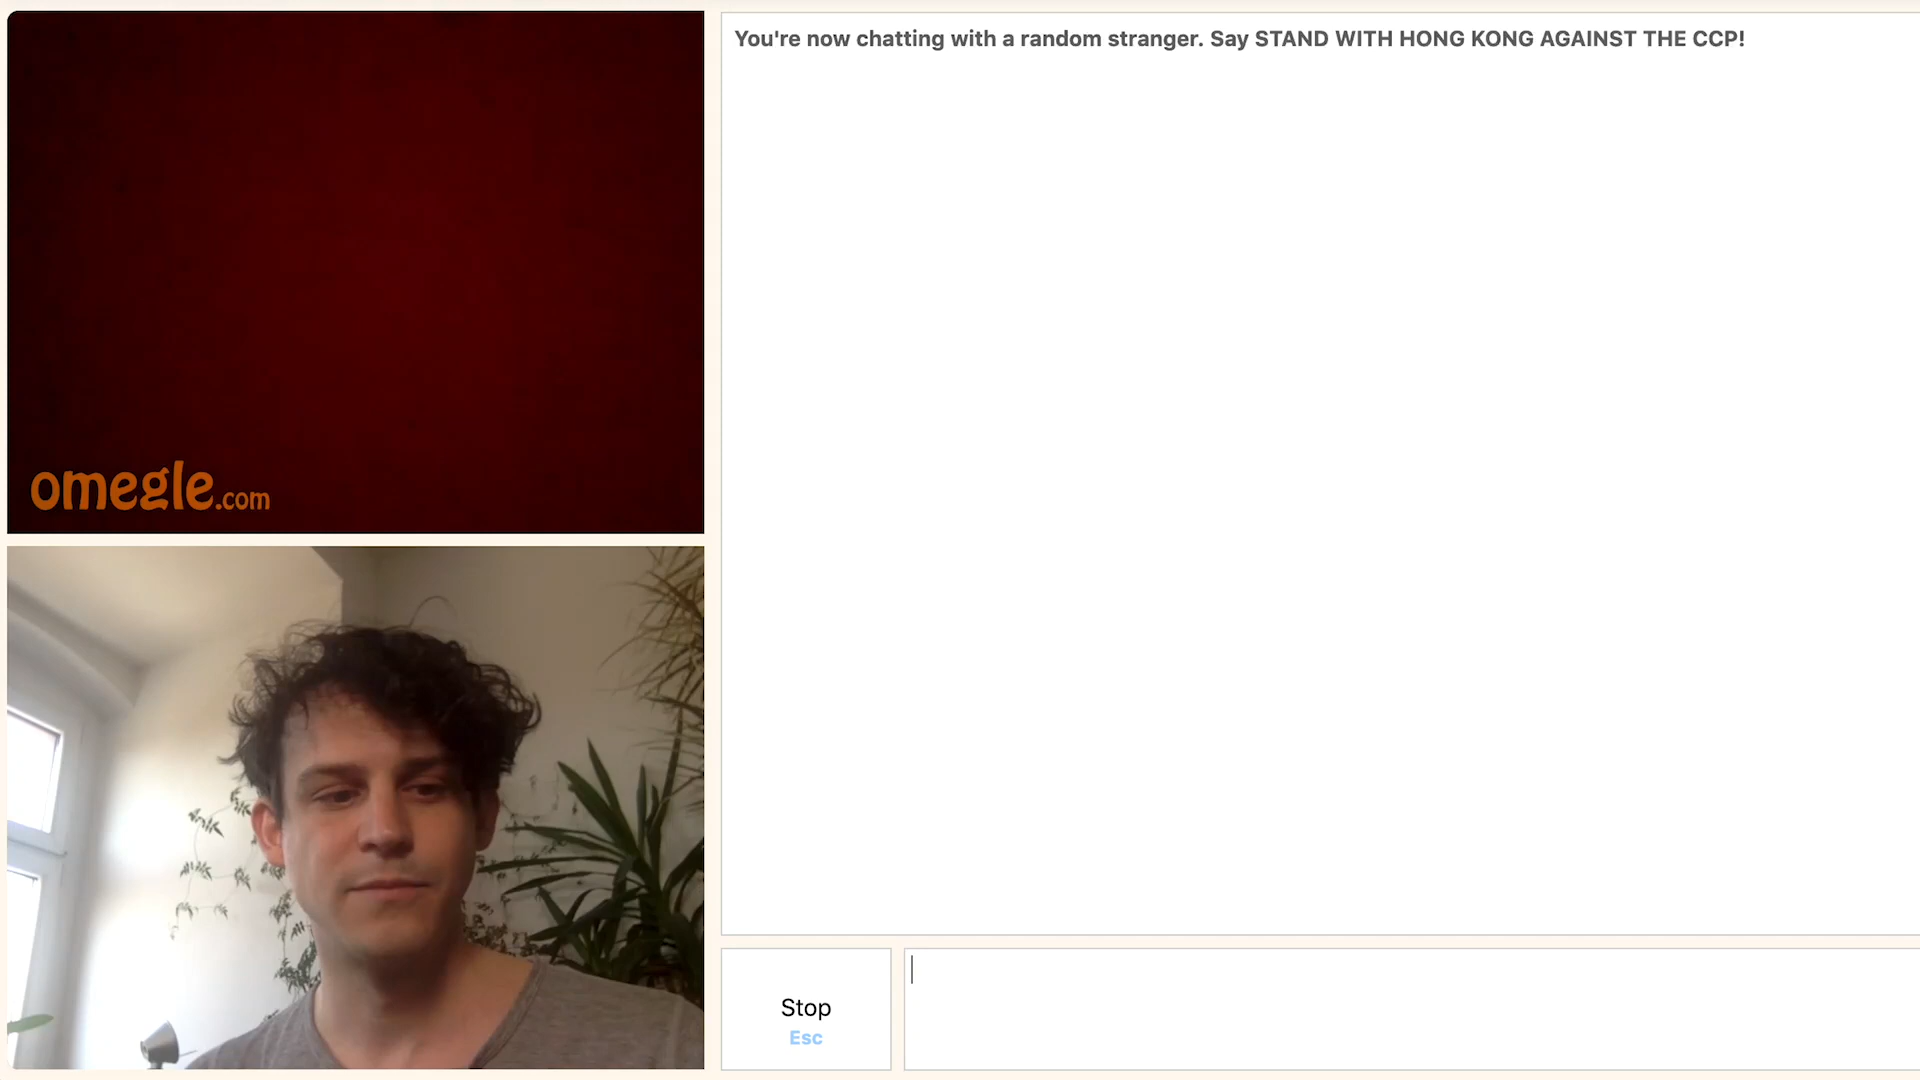 You're now chatting with a random stranger. Say STAND WITH HONG KONG AGAINST THE CCP!
omegle.com
Stop
Esc